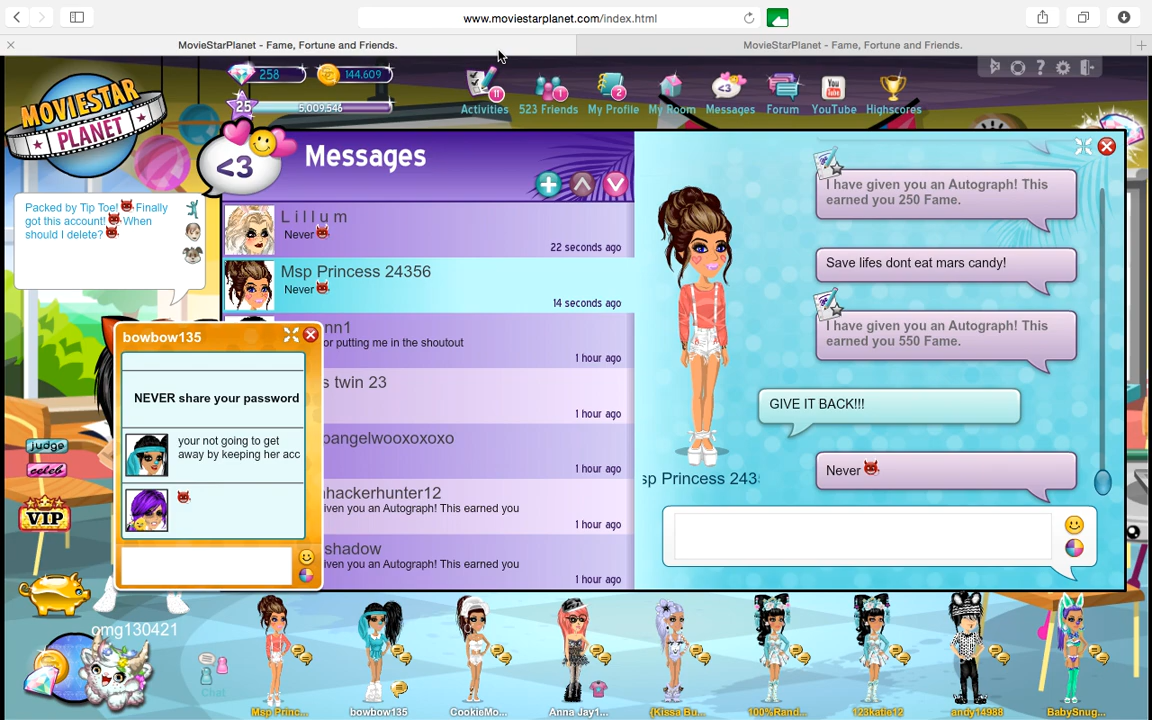 www.moviestarplanet.com/index.html
MovieStarPlanet - Fame, Fortune and Friends.
MovieStarPlanet - Fame, Fortune and Friends.
MOVIESTAR
PLANET
258
144.609
25
5.009.546
11
Activities
1
523 Friends
2
My Profile
My Room
<3
Messages
Forum
You Tube
YouTube
Highscores
<3
Messages
Packed by Tip Toe! Finally
got this account! When
should I delete?
L i l l u m
Never
22 seconds ago
Msp Princess 24356
Never
14 seconds ago
nn1
or putting me in the shoutout
1 hour ago
s twin 23
1 hour ago
angelwooxoxoxo
1 hour ago
hackerhunter12
iven you an Autograph! This earned you
1 hour ago
shadow
iven you an Autograph! This earned you
1 hour ago
bowbow135
NEVER share your password
your not going to get
away by keeping her acc
I have given you an Autograph! This
earned you 250 Fame.
Save lifes dont eat mars candy!
I have given you an Autograph! This
earned you 550 Fame.
GIVE IT BACK!!!
Never
sp Princess 243
judge
celeb
VIP
omg130421
Chat
Msp Princ...
bowbow135
CookieMo...
Anna Jay1...
{Kissa Bu...
100%Rand...
123katie12
andy14988
BabySnug...